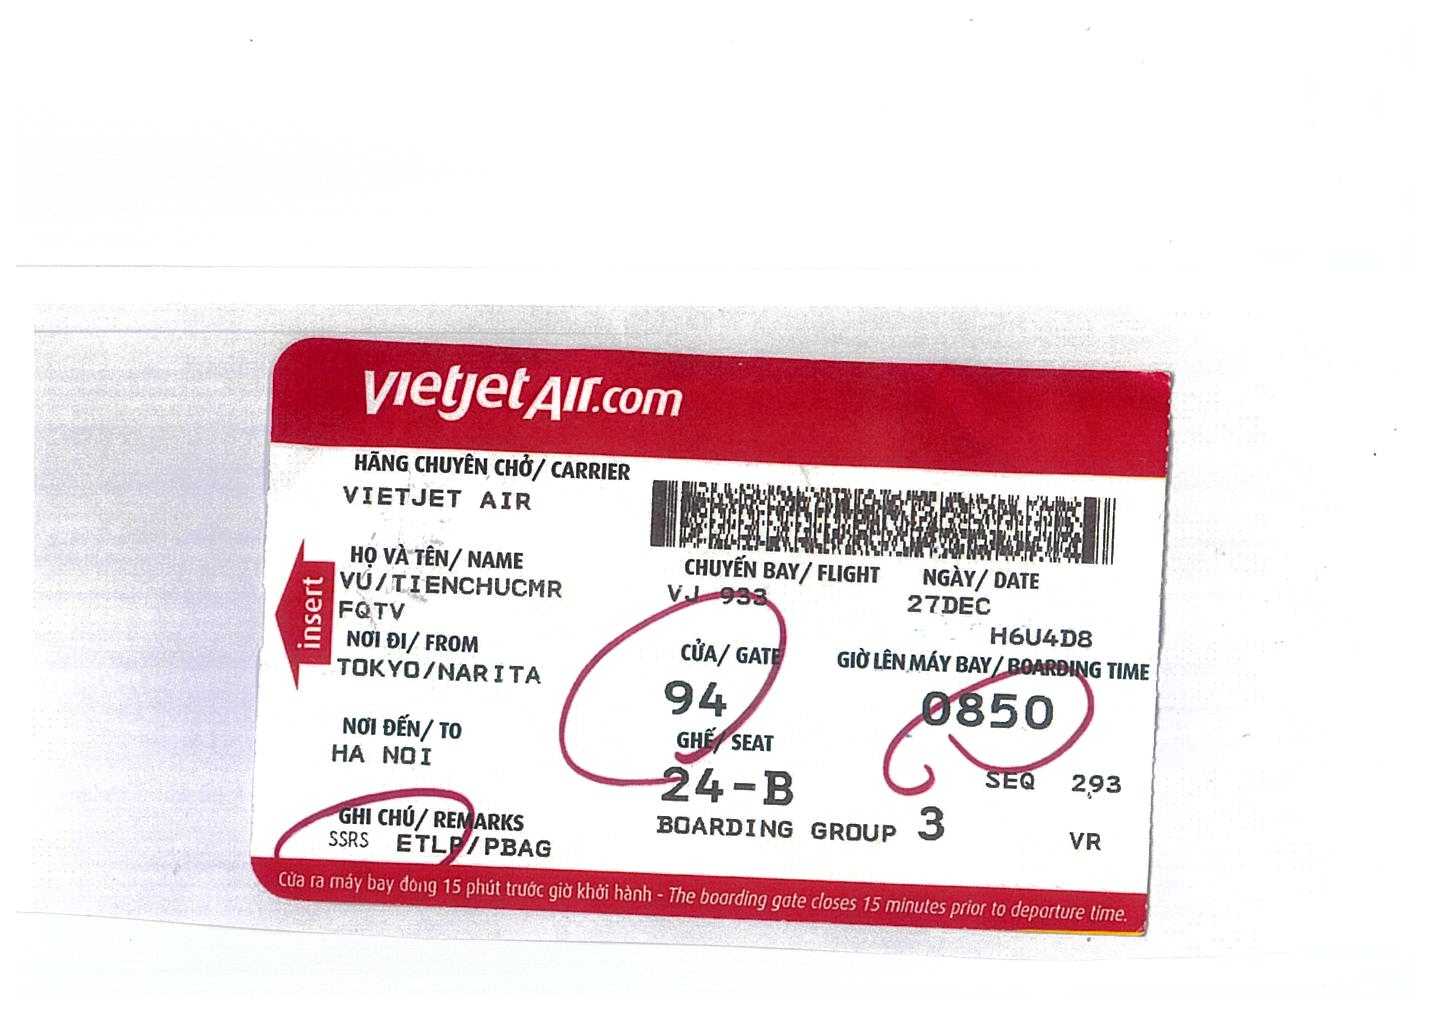 vietjetAir.com
HÃNG CHUYÊN CHỞ/ CARRIER
VIETJET AIR
HỌ VÀ TÊN/ NAME
VU/TIENCHUCMR
FQTV
insert
NƠI ĐI/ FROM
TOKYO/NARITA
NƠI ĐẾN/ TO
HA NOI
GHI CHÚ/ REMARKS
SSRS ETLP/PBAG
CHUYẾN BAY/ FLIGHT
VJ 933
NGÀY/ DATE
27DEC
H6U4D8
CỬA/ GATE
94
GIỜ LÊN MÁY BAY/ BOARDING TIME
0850
GHẾ/ SEAT
24-B
SEQ 293
BOARDING GROUP 3
VR
Cửa ra máy bay đóng 15 phút trước giờ khởi hành - The boarding gate closes 15 minutes prior to departure time.